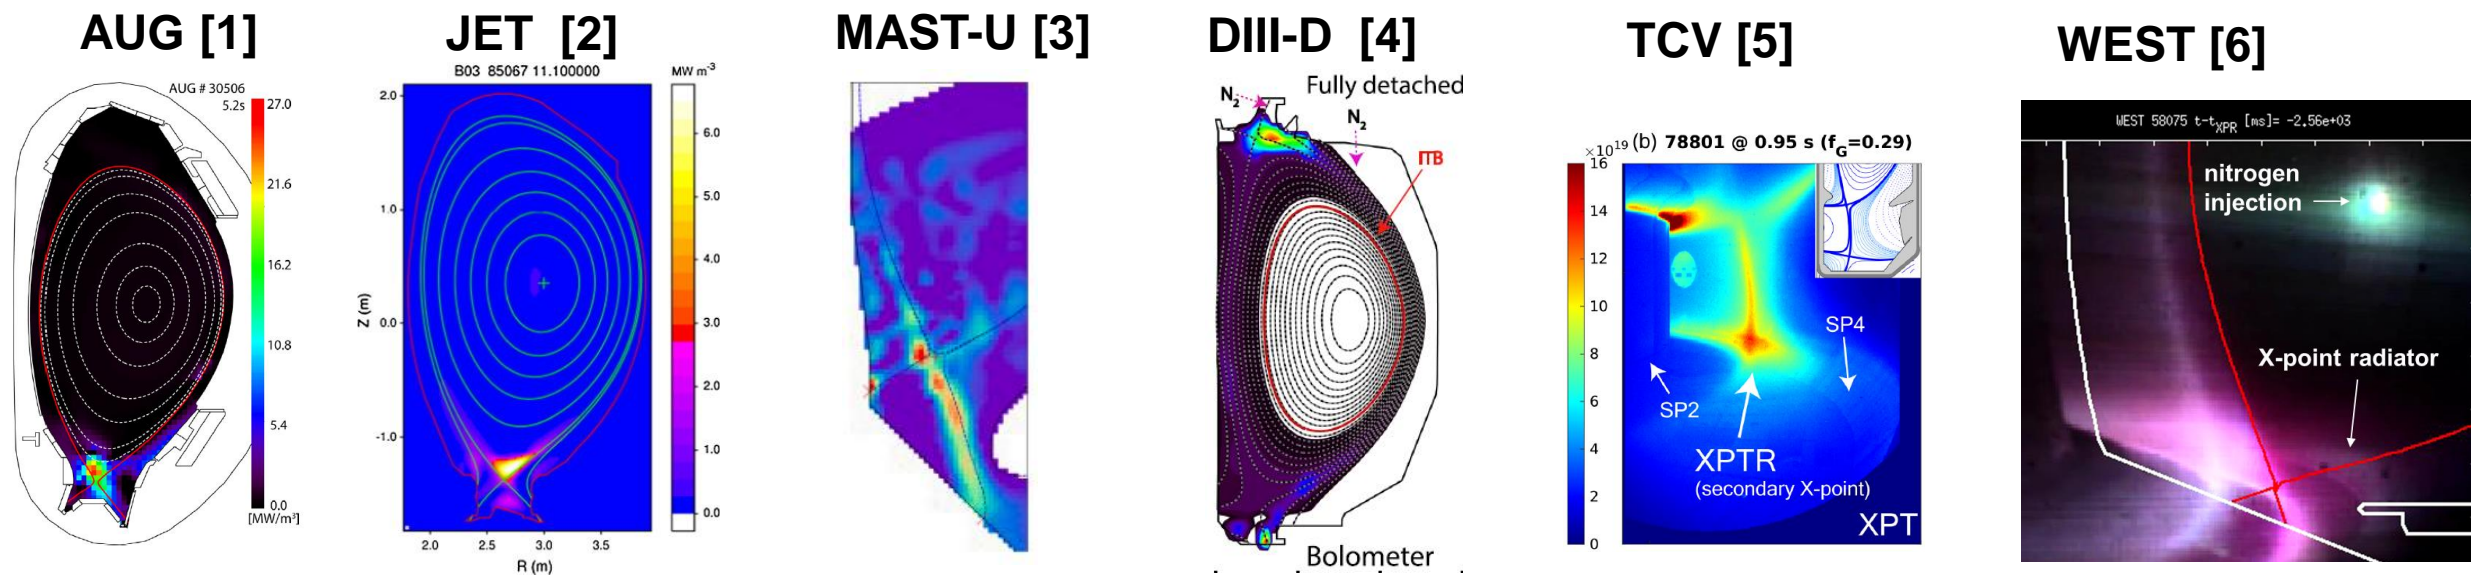 AUG [1]
AUG # 30506
5.2s
27.0
21.6
16.2
10.8
5.4
0.0
[MW/m³]
JET [2]
B03 85067 11.100000
MW m⁻³
2.0
1.0
0.0
-1.0
Z (m)
2.0 2.5 3.0 3.5
R (m)
6.0
5.0
4.0
3.0
2.0
1.0
0.0
MAST-U [3]
DIII-D [4]
Fully detached
N₂
N₂
ITB
Bolometer
TCV [5]
×10¹⁹
(b) 78801 @ 0.95 s (f_G=0.29)
16
14
12
10
8
6
4
2
0
SP4
SP2
XPTR
(secondary X-point)
XPT
WEST [6]
WEST 58075 t-t_XPR [ms]= -2.56e+03
nitrogen
injection
X-point radiator